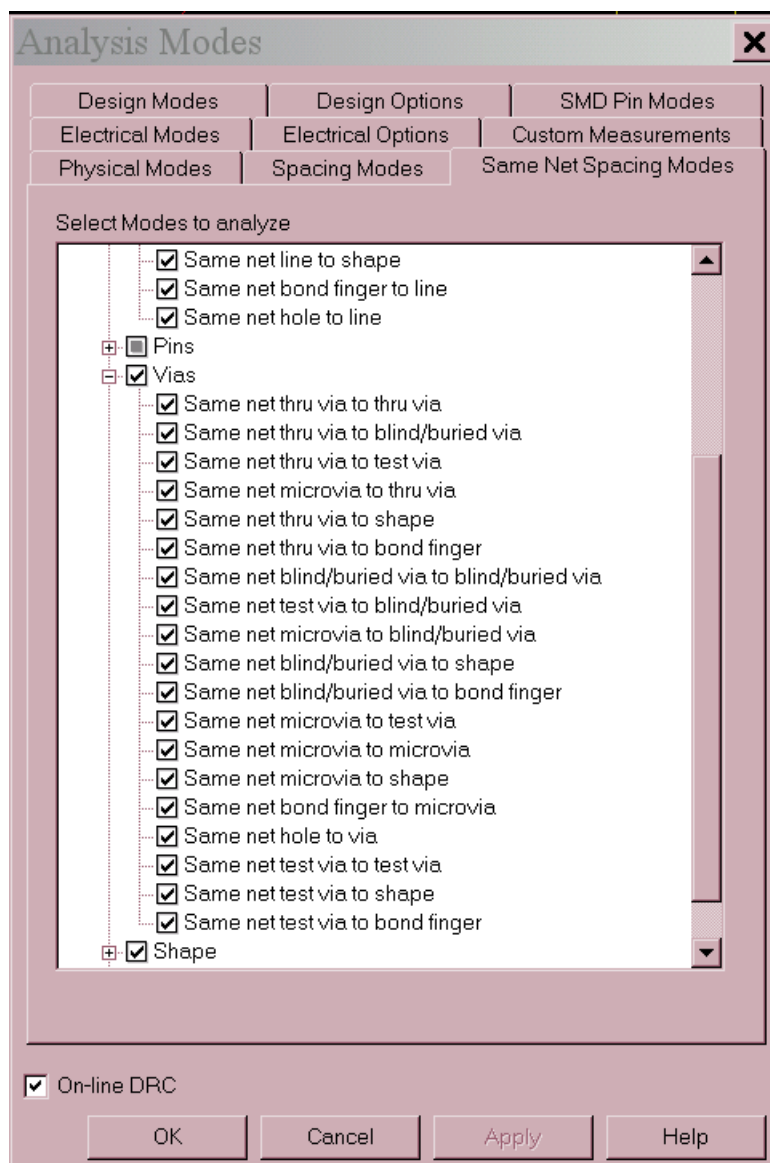 Analysis Modes
Design Modes
Design Options
SMD Pin Modes
Electrical Modes
Electrical Options
Custom Measurements
Physical Modes
Spacing Modes
Same Net Spacing Modes
Select Modes to analyze
Same net line to shape
Same net bond finger to line
Same net hole to line
Pins
Vias
Same net thru via to thru via
Same net thru via to blind/buried via
Same net thru via to test via
Same net microvia to thru via
Same net thru via to shape
Same net thru via to bond finger
Same net blind/buried via to blind/buried via
Same net test via to blind/buried via
Same net microvia to blind/buried via
Same net blind/buried via to shape
Same net blind/buried via to bond finger
Same net microvia to test via
Same net microvia to microvia
Same net microvia to shape
Same net bond finger to microvia
Same net hole to via
Same net test via to test via
Same net test via to shape
Same net test via to bond finger
Shape
On-line DRC
OK
Cancel
Apply
Help